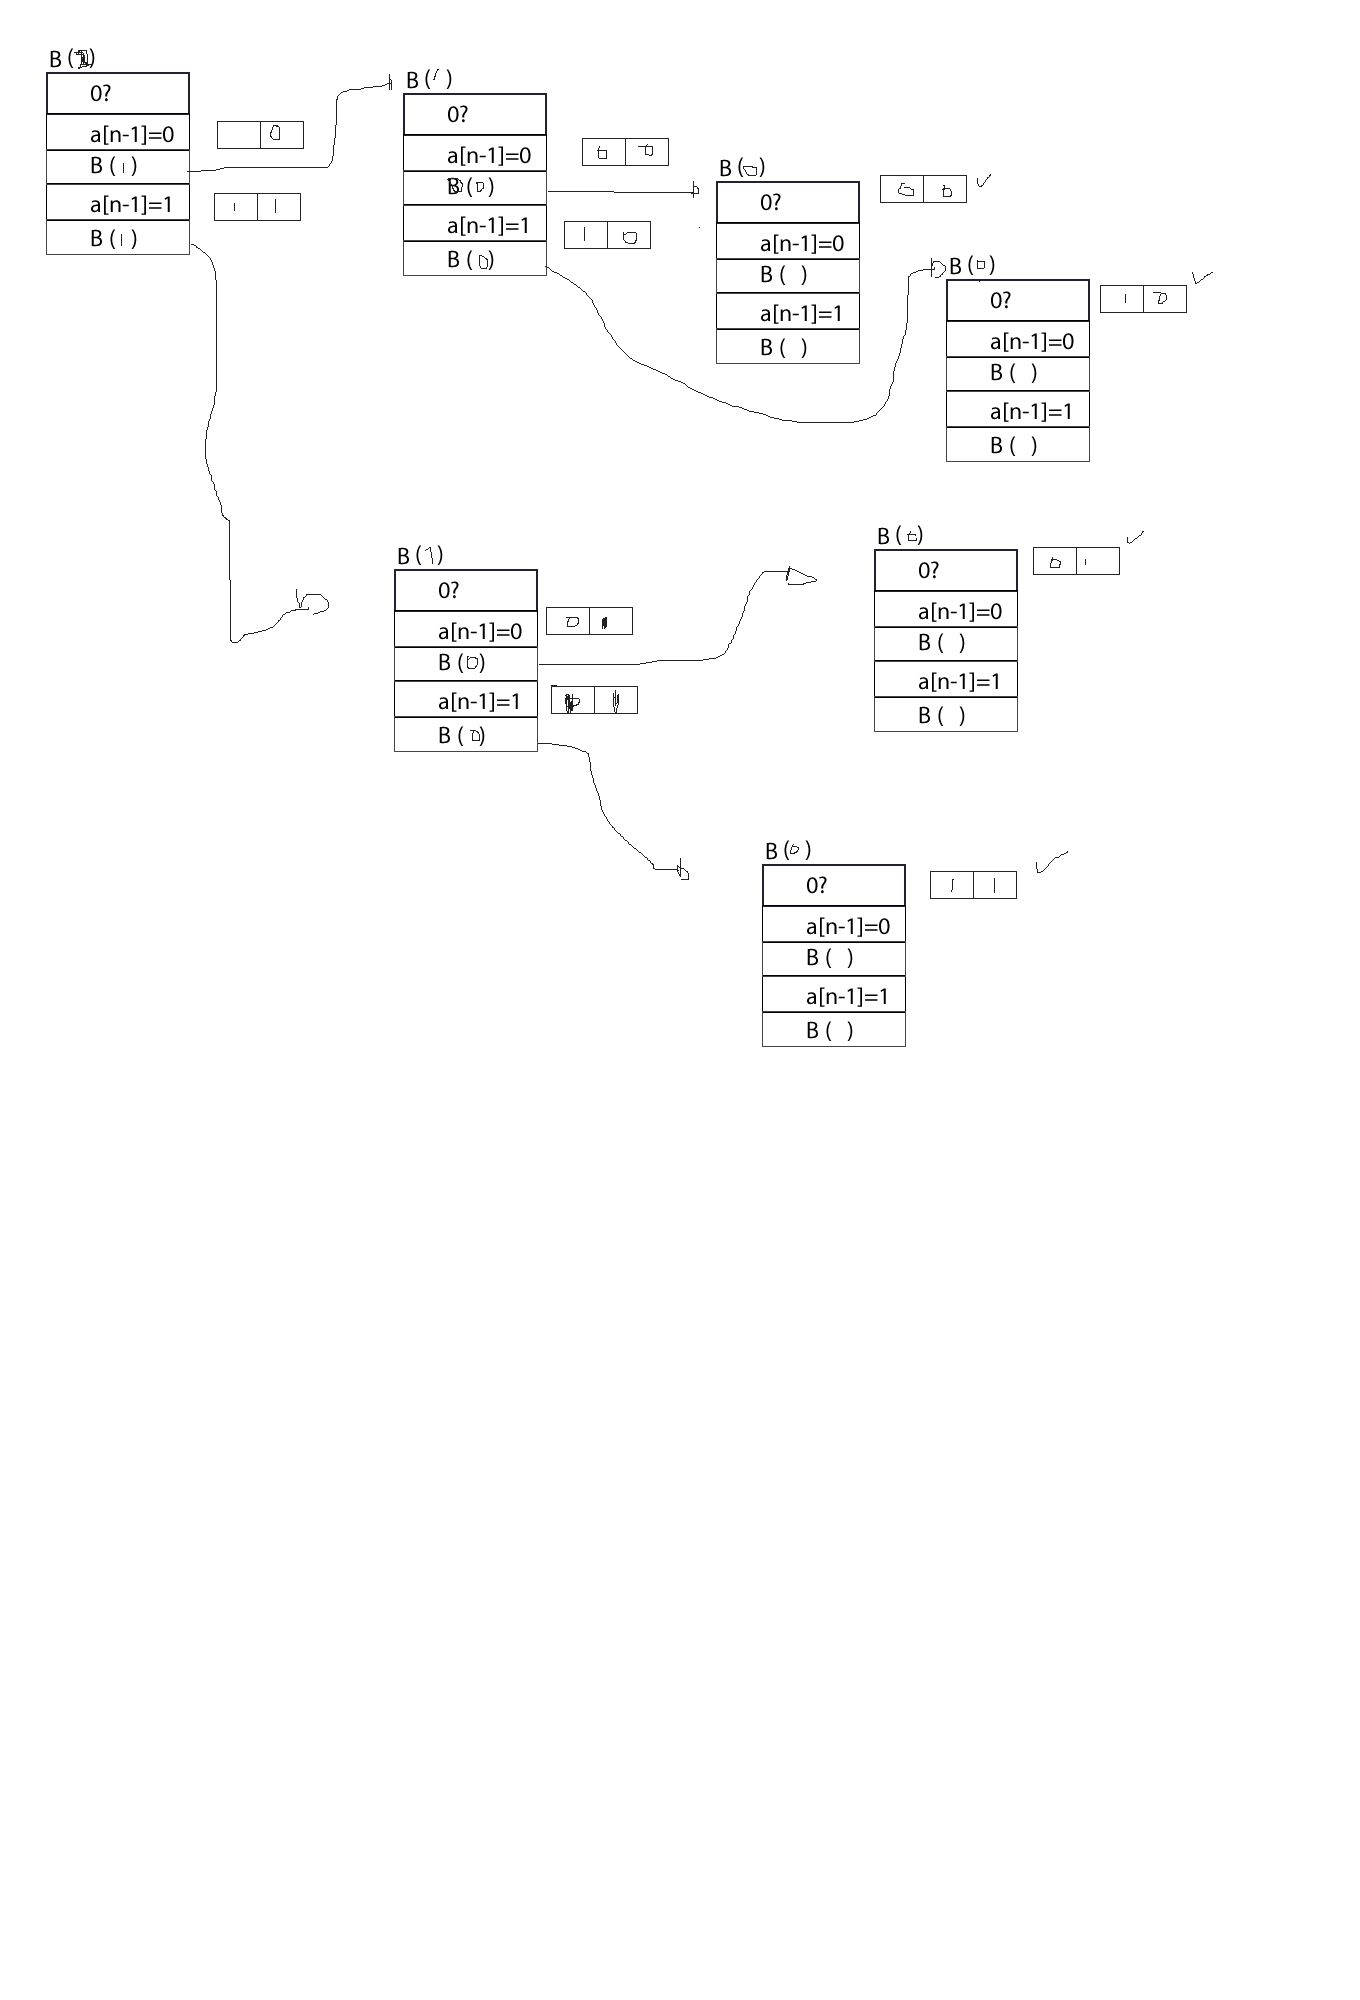 B (2)
0?
a[n-1]=0
0
B ( 1 )
a[n-1]=1
1 1
B ( 1 )
B ( 1 )
0?
a[n-1]=0
0 0
B ( 0 )
a[n-1]=1
1 0
B ( 0 )
B ( 0 )
0?
0 0
a[n-1]=0
B ( )
a[n-1]=1
B ( )
B ( 0 )
0?
1 0
a[n-1]=0
B ( )
a[n-1]=1
B ( )
B ( 1 )
0?
a[n-1]=0
0 1
B ( 0 )
a[n-1]=1
B ( 0 )
B ( 0 )
0?
0 1
a[n-1]=0
B ( )
a[n-1]=1
B ( )
B ( 0 )
0?
1 1
a[n-1]=0
B ( )
a[n-1]=1
B ( )